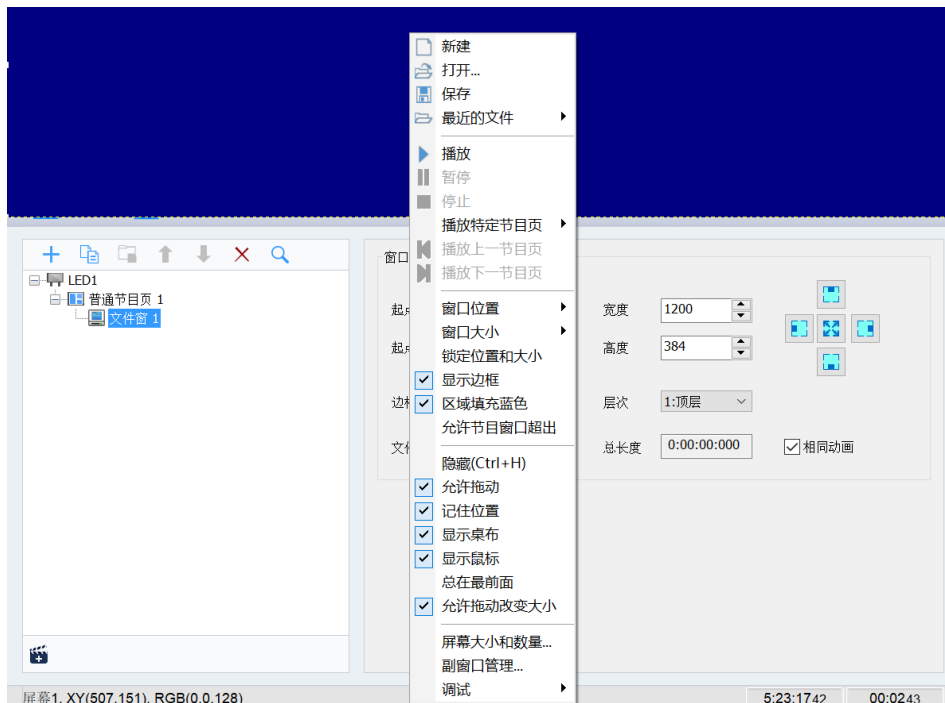 新建
打开...
保存
最近的文件
播放
暂停
停止
播放特定节目页
播放上一节目页
播放下一节目页
窗口位置
窗口大小
锁定位置和大小
显示边框
区域填充蓝色
允许节目窗口超出
隐藏(Ctrl+H)
允许拖动
记住位置
显示桌布
显示鼠标
总在最前面
允许拖动改变大小
屏幕大小和数量...
副窗口管理...
调试
LED1
普通节目页 1
文件窗 1
窗口
起
宽度
1200
起
高度
384
层次
1:顶层
总长度
0:00:00:000
相同动画
屏幕1, XY(507,151), RGB(0,0,128)
5:23:1742
00:0243